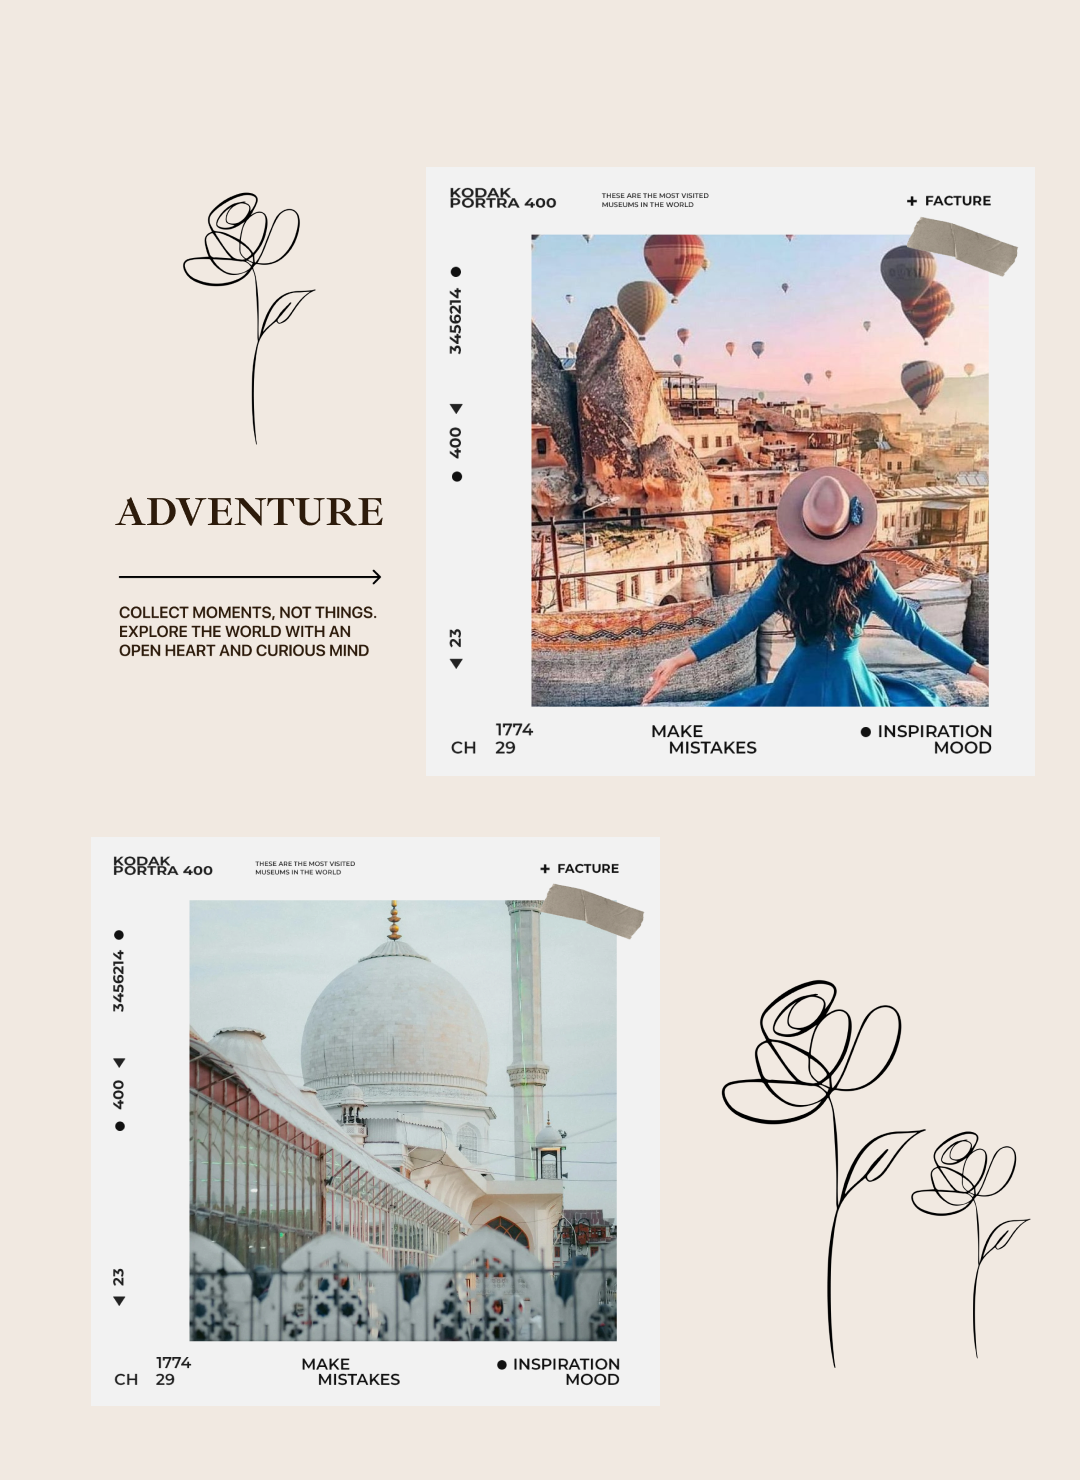 KODAK
PORTRA 400
THESE ARE THE MOST VISITED
MUSEUMS IN THE WORLD
+ FACTURE
3456214
400
23
ADVENTURE
COLLECT MOMENTS, NOT THINGS.
EXPLORE THE WORLD WITH AN
OPEN HEART AND CURIOUS MIND
1774
CH 29
MAKE
MISTAKES
INSPIRATION
MOOD
KODAK
PORTRA 400
THESE ARE THE MOST VISITED
MUSEUMS IN THE WORLD
+ FACTURE
3456214
400
23
1774
CH 29
MAKE
MISTAKES
INSPIRATION
MOOD